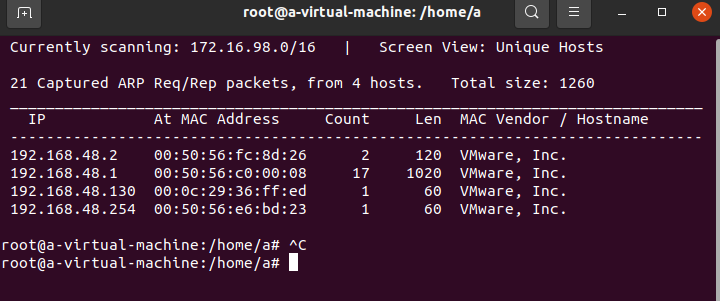 root@a-virtual-machine: /home/a
Currently scanning: 172.16.98.0/16   |   Screen View: Unique Hosts
21 Captured ARP Req/Rep packets, from 4 hosts.   Total size: 1260
_____________________________________________________________________________
  IP            At MAC Address     Count     Len  MAC Vendor / Hostname
-----------------------------------------------------------------------------
192.168.48.2    00:50:56:fc:8d:26      2     120  VMware, Inc.
192.168.48.1    00:50:56:c0:00:08     17    1020  VMware, Inc.
192.168.48.130  00:0c:29:36:ff:ed      1      60  VMware, Inc.
192.168.48.254  00:50:56:e6:bd:23      1      60  VMware, Inc.
root@a-virtual-machine:/home/a# ^C
root@a-virtual-machine:/home/a#